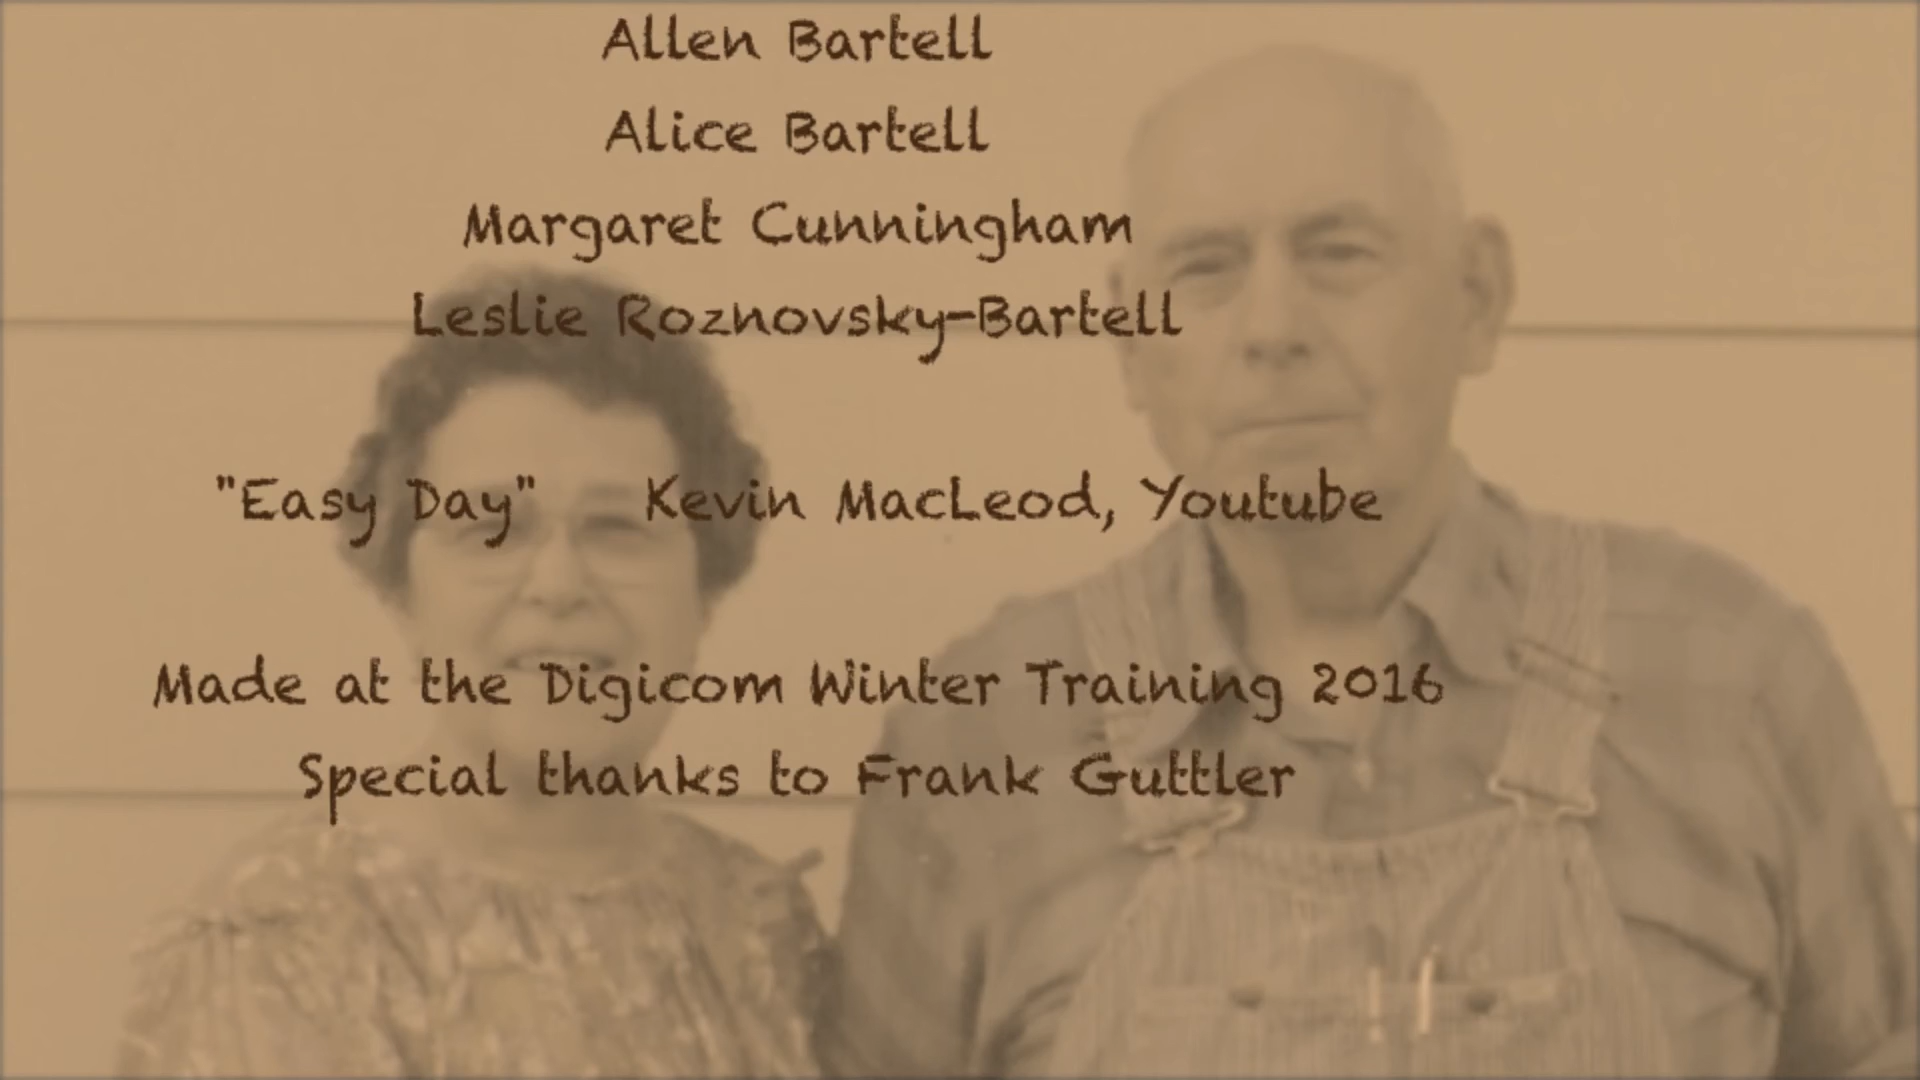 Allen Bartell
Alice Bartell
Margaret Cunningham
Leslie Roznovsky-Bartell
"Easy Day" Kevin MacLeod, Youtube
Made at the Digicom Winter Training 2016
Special thanks to Frank Guttler